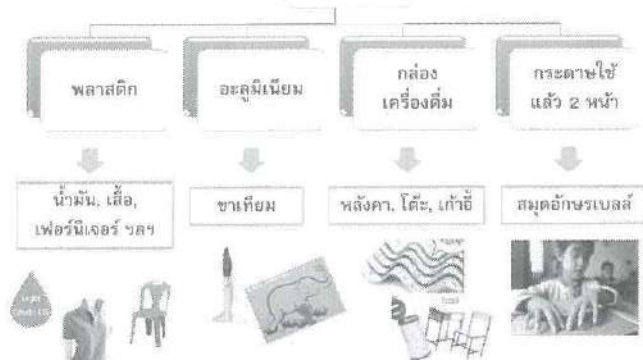 พลาสติก
อะลูมิเนียม
กล่อง
เครื่องดื่ม
กระดาษใช้
แล้ว 2 หน้า
น้ำมัน, เสื้อ,
เฟอร์นิเจอร์ ฯลฯ
ขาเทียม
หลังคา, โต๊ะ, เก้าอี้
สมุดอักษรเบลล์